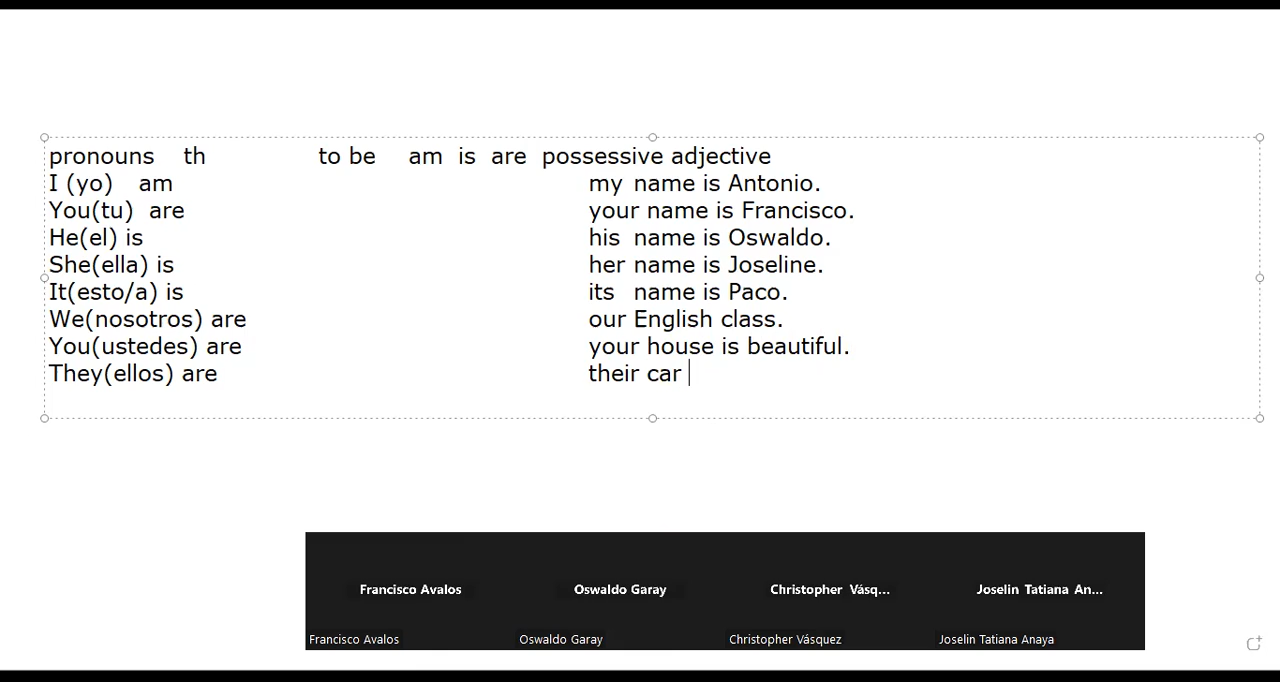 pronouns th to be am is are possessive adjective
I (yo) am my name is Antonio.
You(tu) are your name is Francisco.
He(el) is his name is Oswaldo.
She(ella) is her name is Joseline.
It(esto/a) is its name is Paco.
We(nosotros) are our English class.
You(ustedes) are your house is beautiful.
They(ellos) are their car
Francisco Avalos Oswaldo Garay Christopher Vásq... Joselin Tatiana An...
Francisco Avalos Oswaldo Garay Christopher Vásquez Joselin Tatiana Anaya